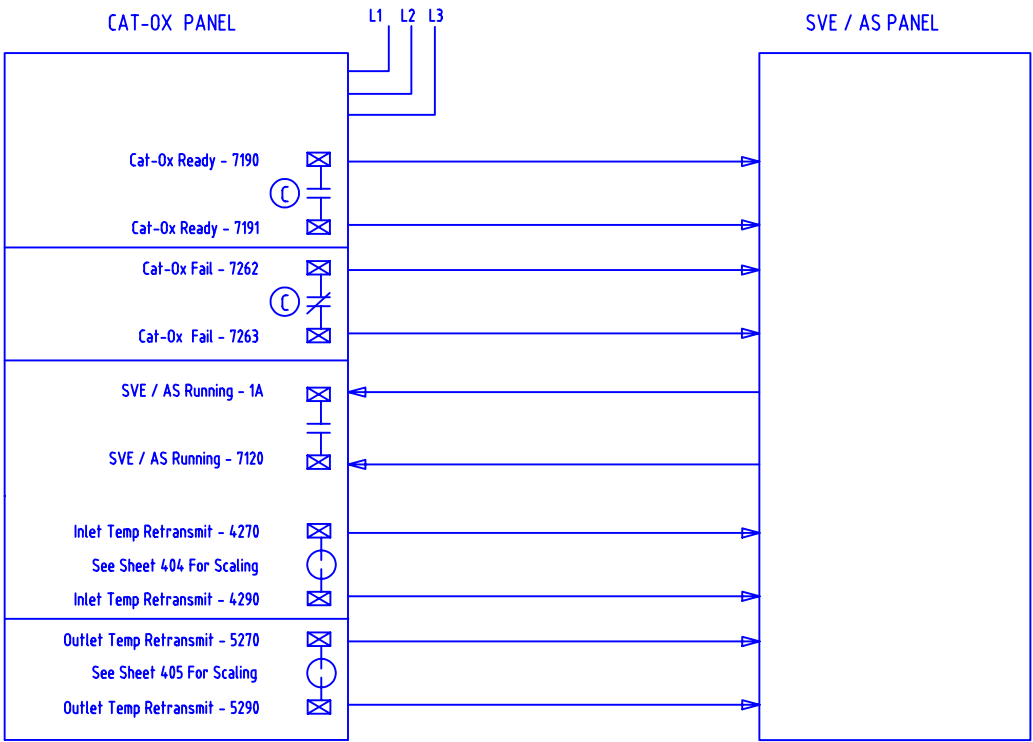 CAT-OX PANEL
L1 L2 L3
SVE / AS PANEL
Cat-Ox Ready - 7190
C
Cat-Ox Ready - 7191
Cat-Ox Fail - 7262
C
Cat-Ox Fail - 7263
SVE / AS Running - 1A
SVE / AS Running - 7120
Inlet Temp Retransmit - 4270
See Sheet 404 For Scaling
Inlet Temp Retransmit - 4290
Outlet Temp Retransmit - 5270
See Sheet 405 For Scaling
Outlet Temp Retransmit - 5290